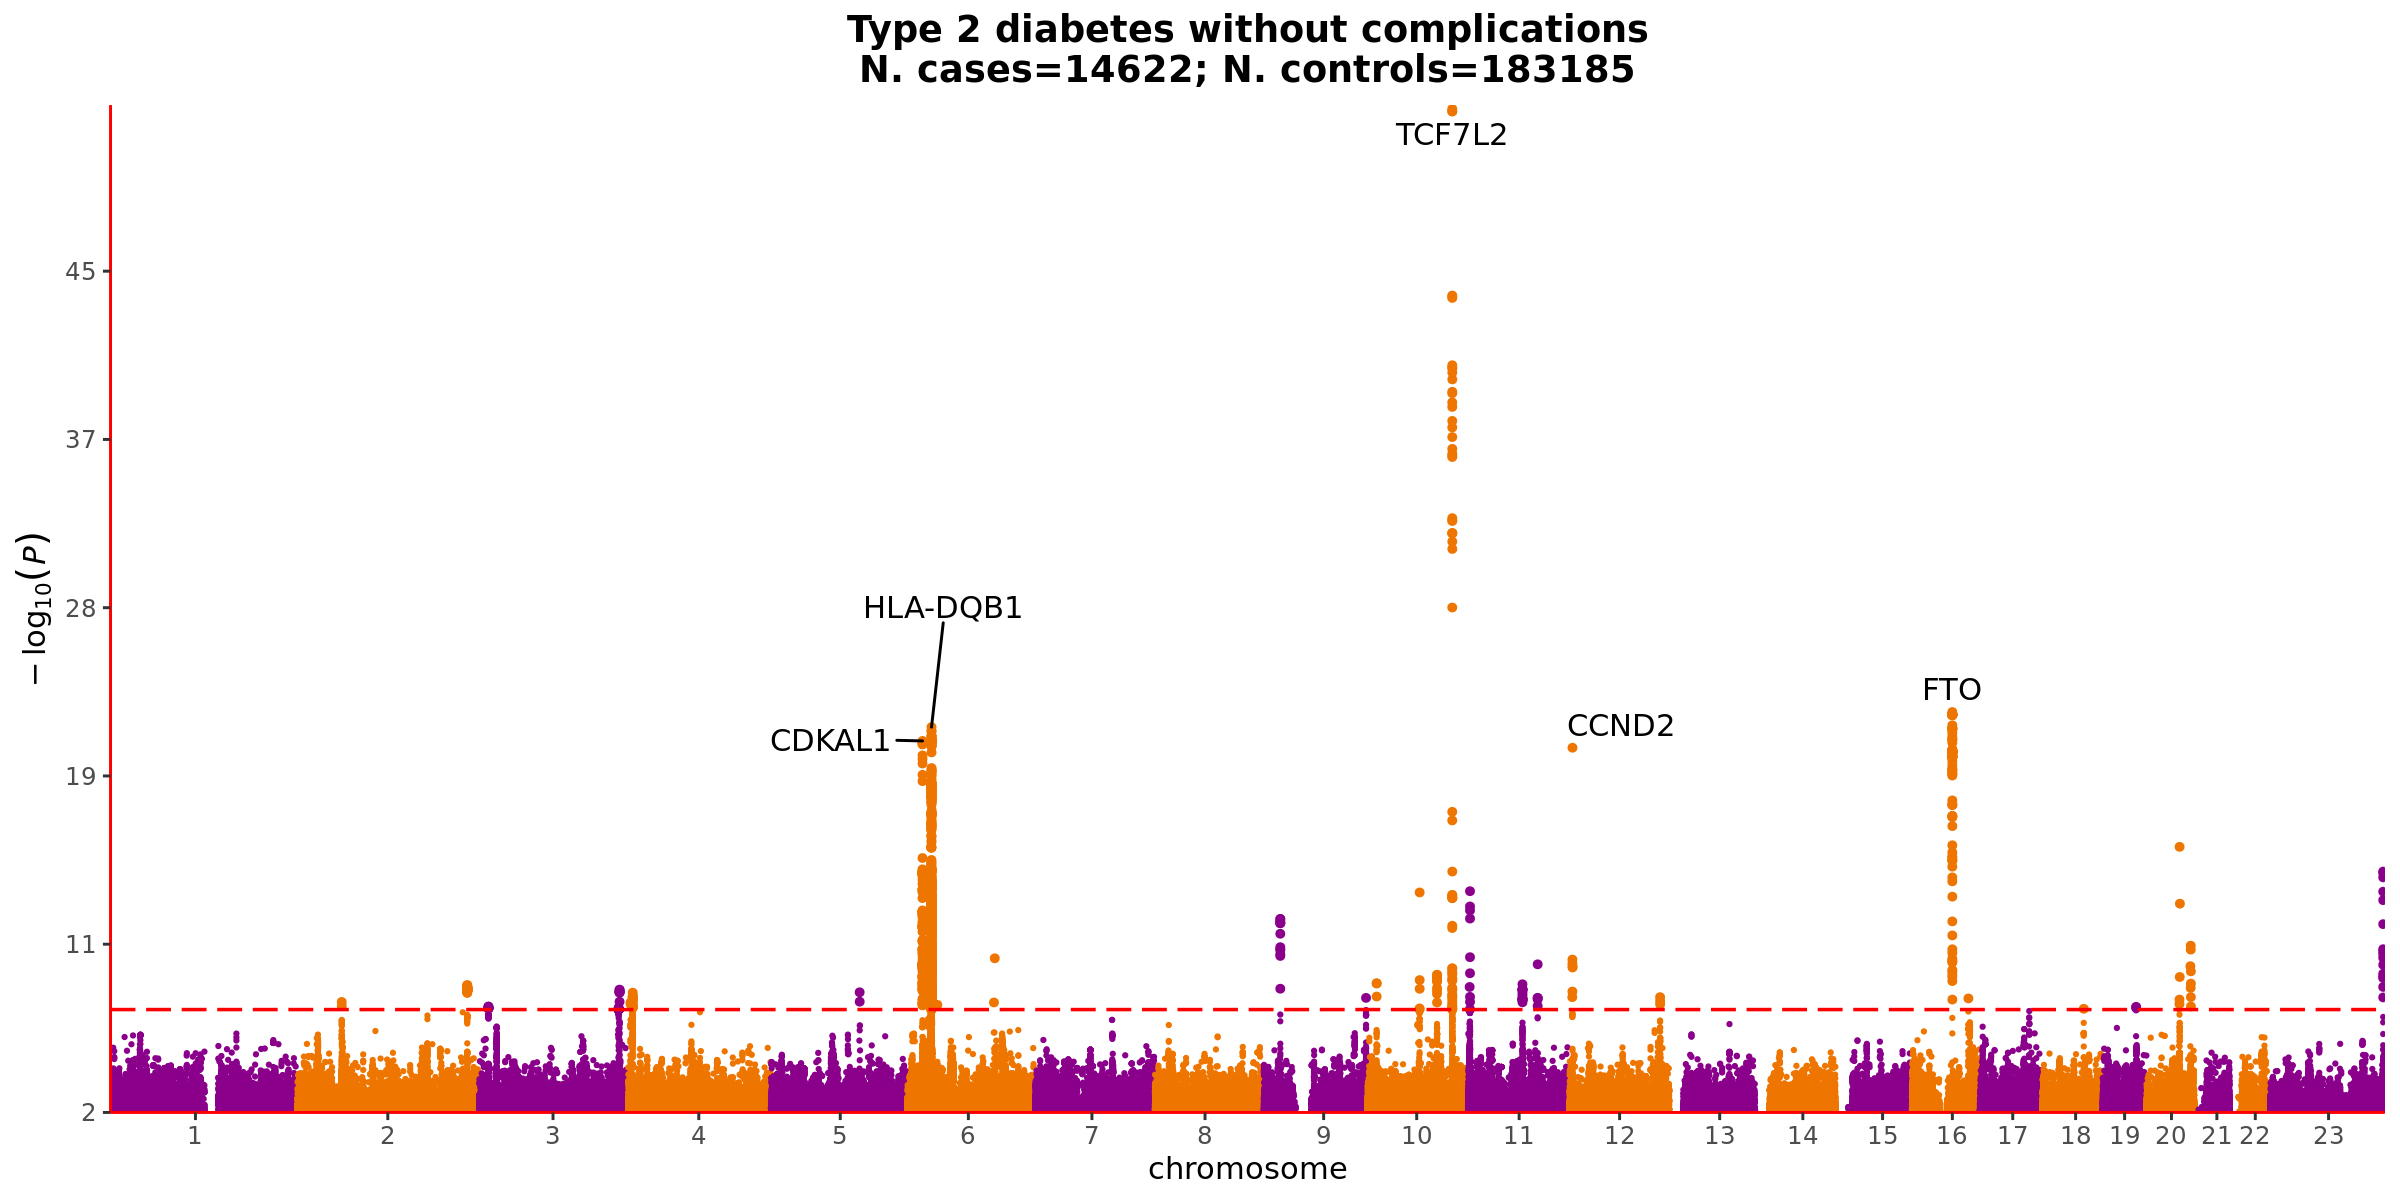 Type 2 diabetes without complications
N. cases=14622; N. controls=183185
TCF7L2
45
37
HLA-DQB1
28
−log₁₀(P)
FTO
CCND2
CDKAL1
19
11
2
1 2 3 4 5 6 7 8 9 10 11 12 13 14 15 16 17 18 19 20 21 22 23
chromosome